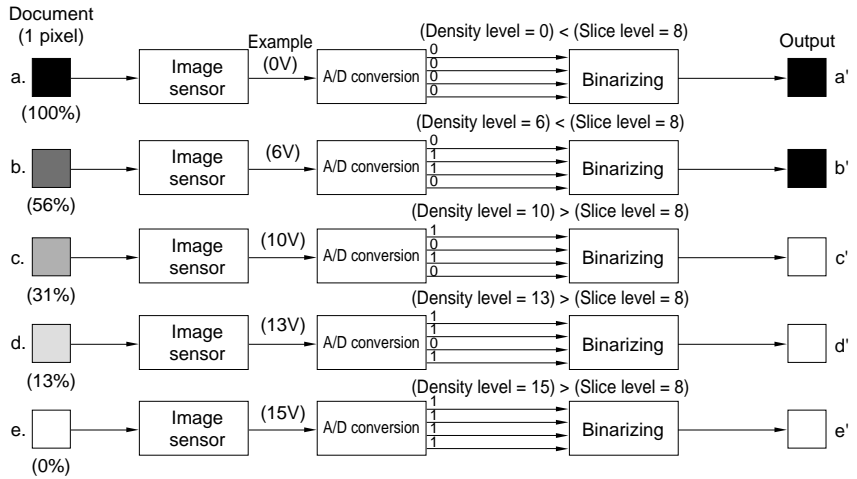 Document
(1 pixel)
Example
(Density level = 0) < (Slice level = 8)
Output
a.
Image
sensor
(0V)
A/D conversion
0
0
0
0
Binarizing
a'
(100%)
(Density level = 6) < (Slice level = 8)
b.
Image
sensor
(6V)
A/D conversion
0
1
1
0
Binarizing
b'
(56%)
(Density level = 10) > (Slice level = 8)
c.
Image
sensor
(10V)
A/D conversion
1
0
1
0
Binarizing
c'
(31%)
(Density level = 13) > (Slice level = 8)
d.
Image
sensor
(13V)
A/D conversion
1
1
0
1
Binarizing
d'
(13%)
(Density level = 15) > (Slice level = 8)
e.
Image
sensor
(15V)
A/D conversion
1
1
1
1
Binarizing
e'
(0%)